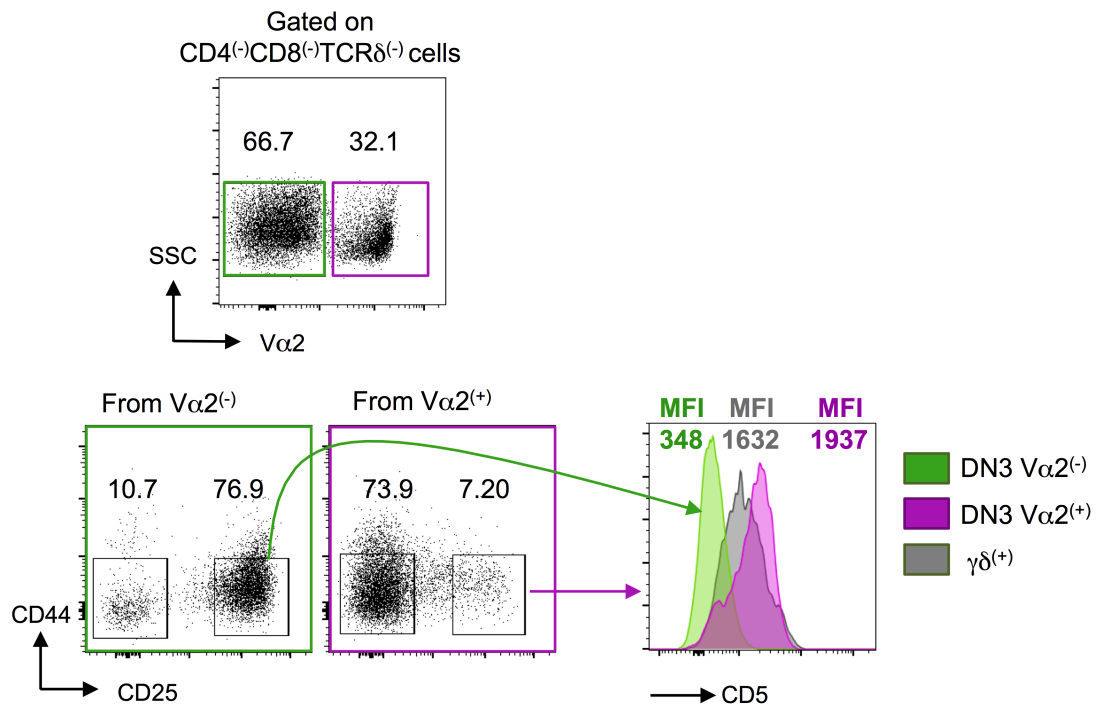 Gated on
CD4(-)CD8(-)TCRδ(-) cells
66.7 32.1
SSC
Vα2
From Vα2(-) From Vα2(+)
MFI MFI MFI
348 1632 1937
10.7 76.9 73.9 7.20
DN3 Vα2(-)
DN3 Vα2(+)
γδ(+)
CD44
CD25
CD5